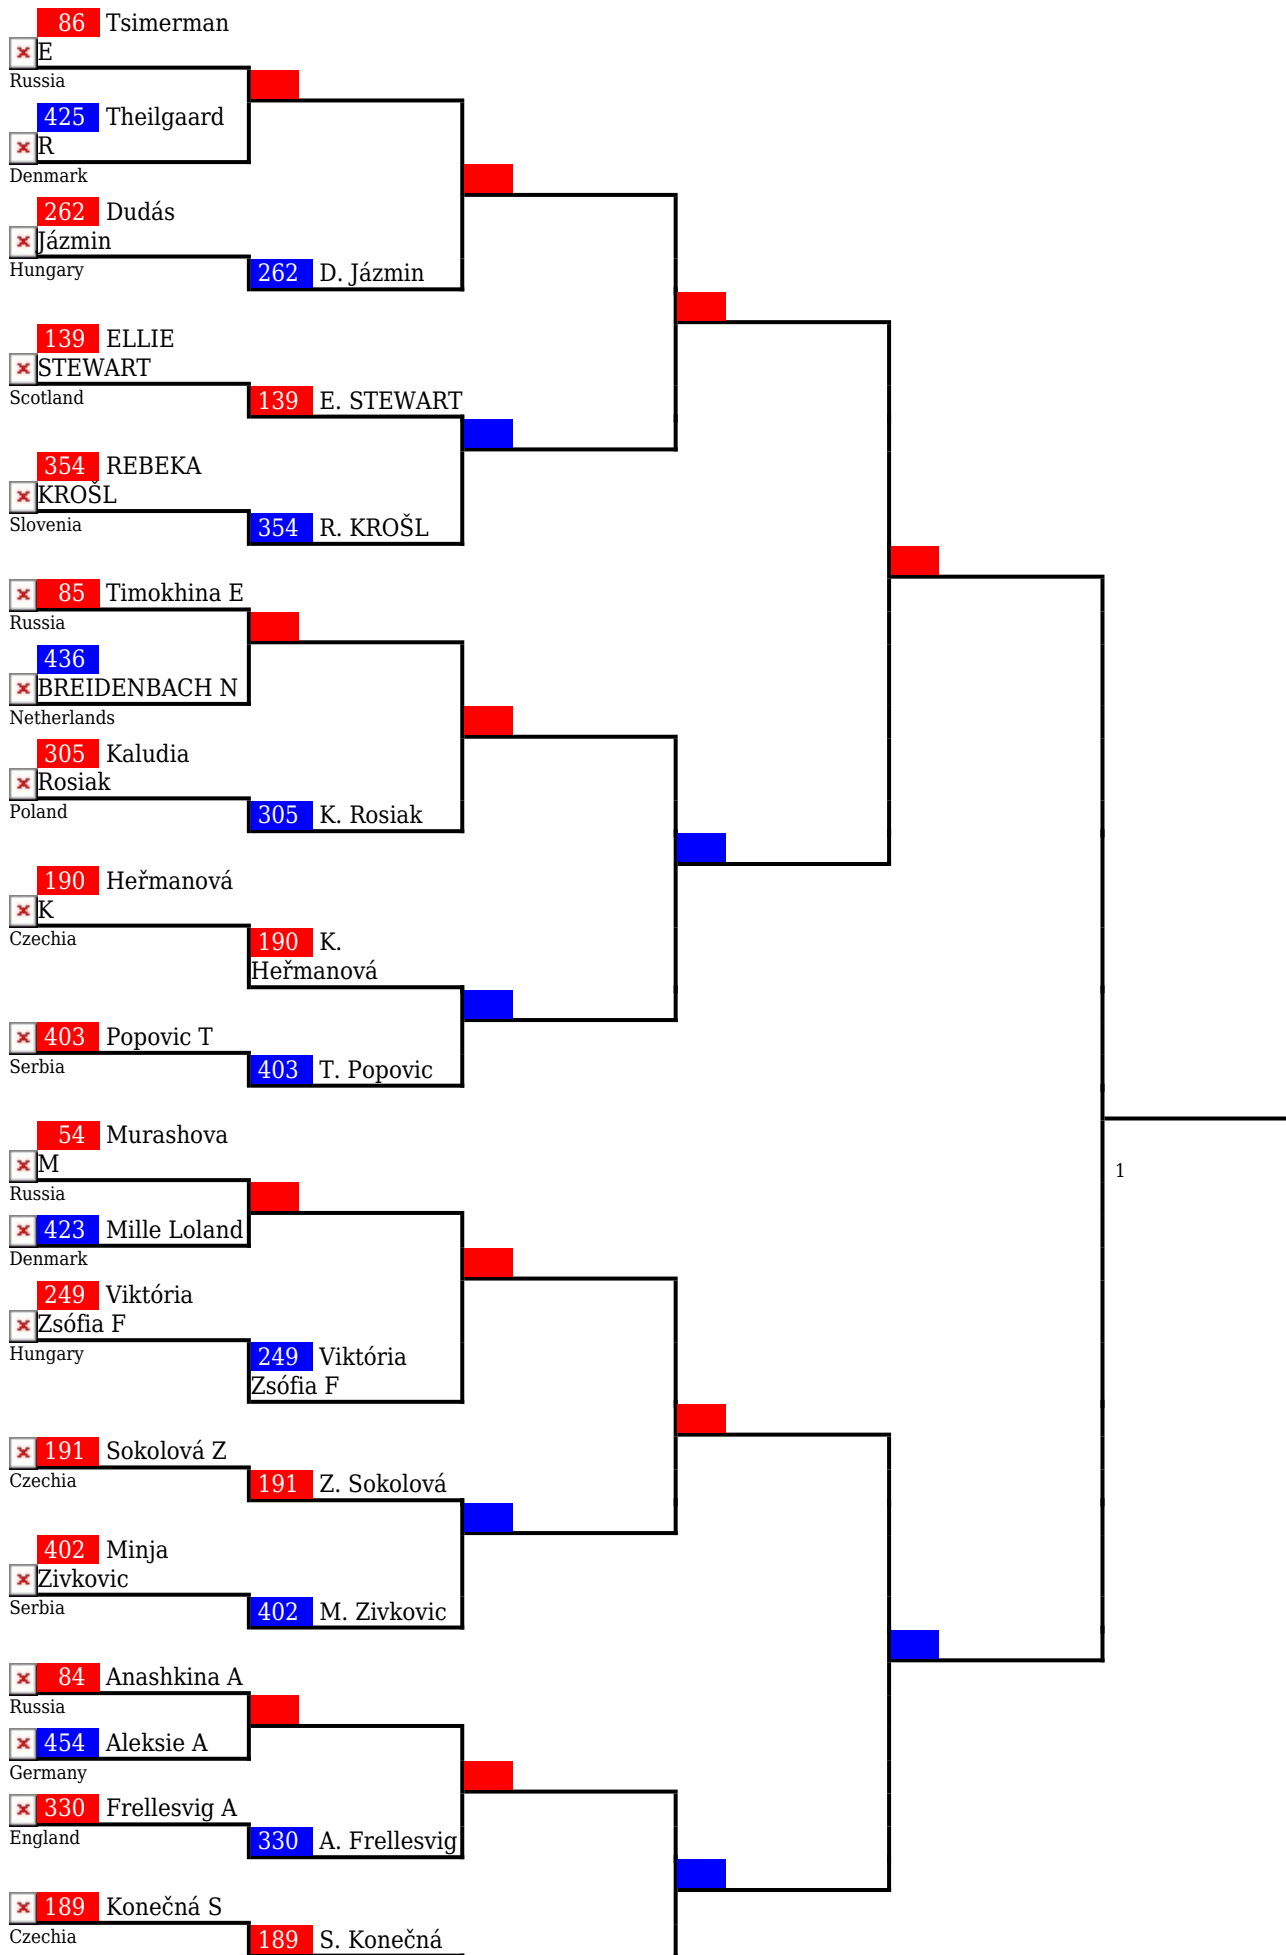 86 Tsimerman
E
Russia
425 Theilgaard
R
Denmark
262 Dudás
Jázmin
Hungary
262 D. Jázmin
139 ELLIE
STEWART
Scotland
139 E. STEWART
354 REBEKA
KROŠL
Slovenia
354 R. KROŠL
85 Timokhina E
Russia
436
BREIDENBACH N
Netherlands
305 Kaludia
Rosiak
Poland
305 K. Rosiak
190 Heřmanová
K
Czechia
190 K.
Heřmanová
403 Popovic T
Serbia
403 T. Popovic
54 Murashova
M
Russia
1
423 Mille Loland
Denmark
249 Viktória
Zsófia F
Hungary
249 Viktória
Zsófia F
191 Sokolová Z
Czechia
191 Z. Sokolová
402 Minja
Zivkovic
Serbia
402 M. Zivkovic
84 Anashkina A
Russia
454 Aleksie A
Germany
330 Frellesvig A
England
330 A. Frellesvig
189 Konečná S
Czechia
189 S. Konečná